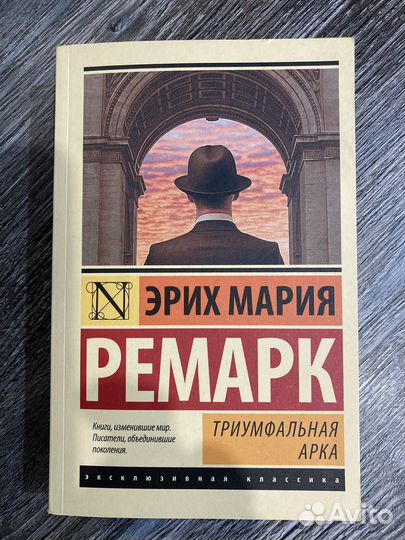 N
ЭРИХ МАРИЯ
РЕМАРК
Книги, изменившие мир.
Писатели, объединившие
поколения.
ТРИУМФАЛЬНАЯ
АРКА
эксклюзивная классика
Avito